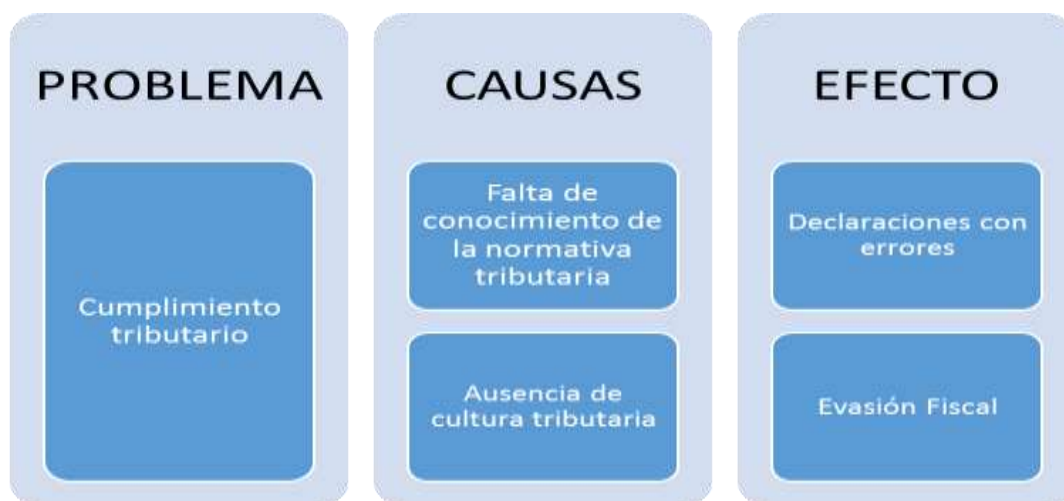 PROBLEMA
Cumplimiento
tributario
CAUSAS
Falta de
conocimiento de
la normativa
tributaria
Ausencia de
cultura tributaria
EFECTO
Declaraciones con
errores
Evasión Fiscal